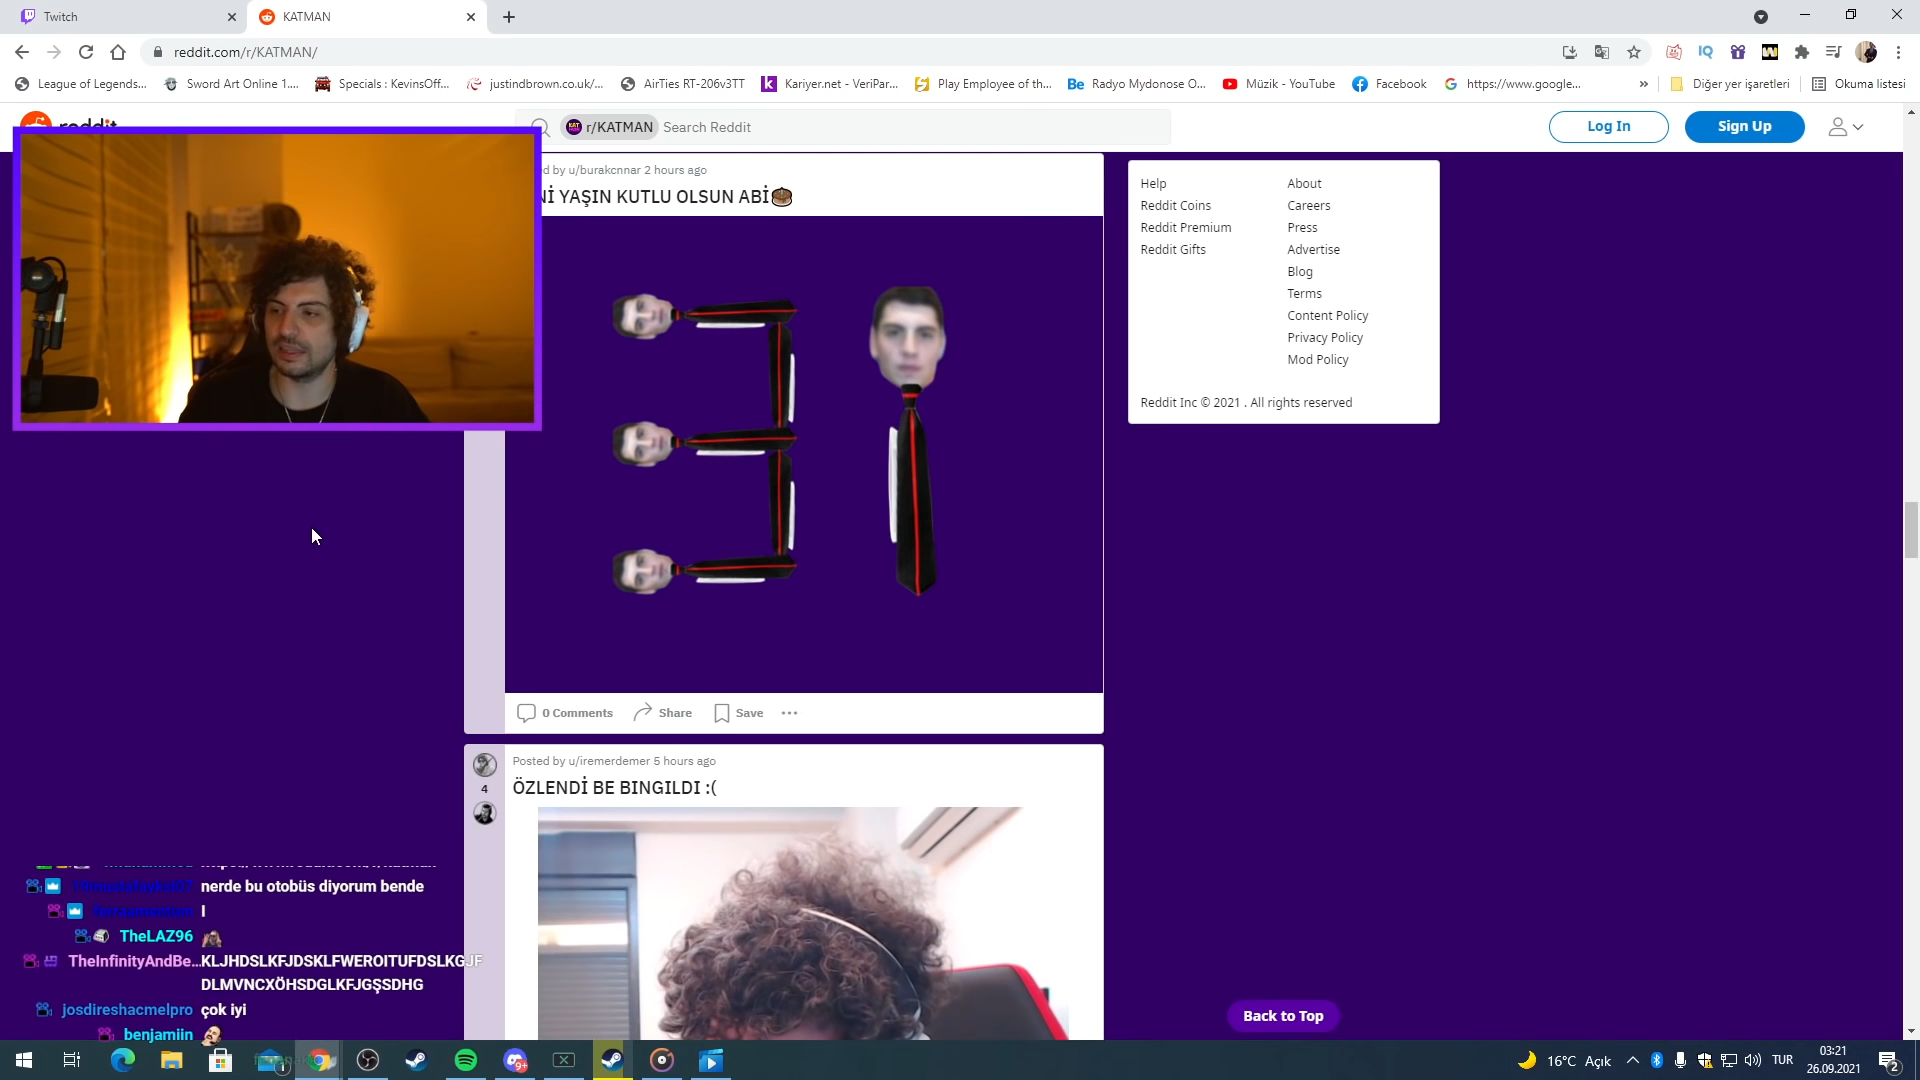 Twitch
KATMAN
reddit.com/r/KATMAN/
League of Legends...
Sword Art Online 1....
Specials : KevinsOff...
justindbrown.co.uk/...
AirTies RT-206v3TT
Kariyer.net - VeriPar...
Play Employee of th...
Radyo Mydonose O...
Müzik - YouTube
Facebook
https://www.google...
»
Diğer yer işaretleri
Okuma listesi
r/KATMAN
Search Reddit
Log In
Sign Up
by u/burakcnnar 2 hours ago
YAŞIN KUTLU OLSUN ABİ
0 Comments
Share
Save
Help
Reddit Coins
Reddit Premium
Reddit Gifts
About
Careers
Press
Advertise
Blog
Terms
Content Policy
Privacy Policy
Mod Policy
Reddit Inc © 2021 . All rights reserved
Posted by u/iremerdemer 5 hours ago
4
ÖZLENDİ BE BINGILDI :(
nerde bu otobüs diyorum bende
TheLAZ96
TheInfinityAndBe... KLJHDSLKFJDSKLFWEROITUFDSLKGJF
DLMVNCXÖHSDGLKFJGŞSDHG
josdireshacmelpro çok iyi
benjamiin
Back to Top
9+
16°C Açık
TUR
03:21
26.09.2021
2